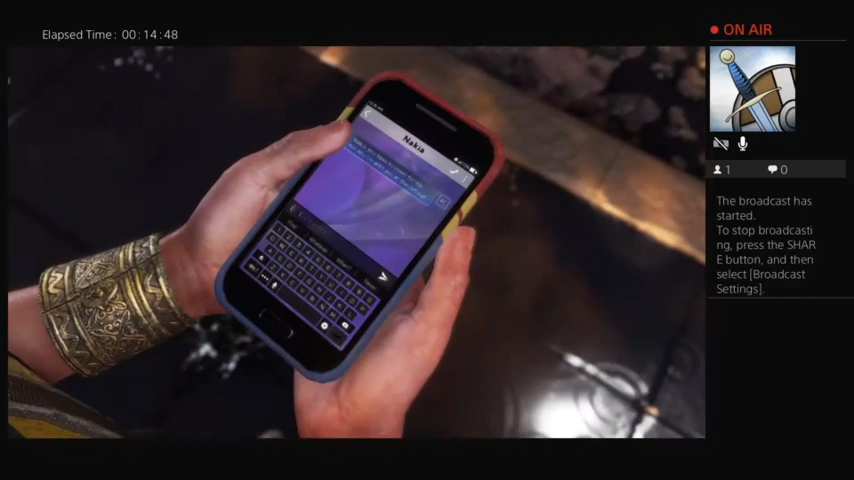 Elapsed Time: 00:14:48
ON AIR
Nakia
1
0
The broadcast has
started.
To stop broadcasti
ng, press the SHAR
E button, and then
select [Broadcast
Settings].